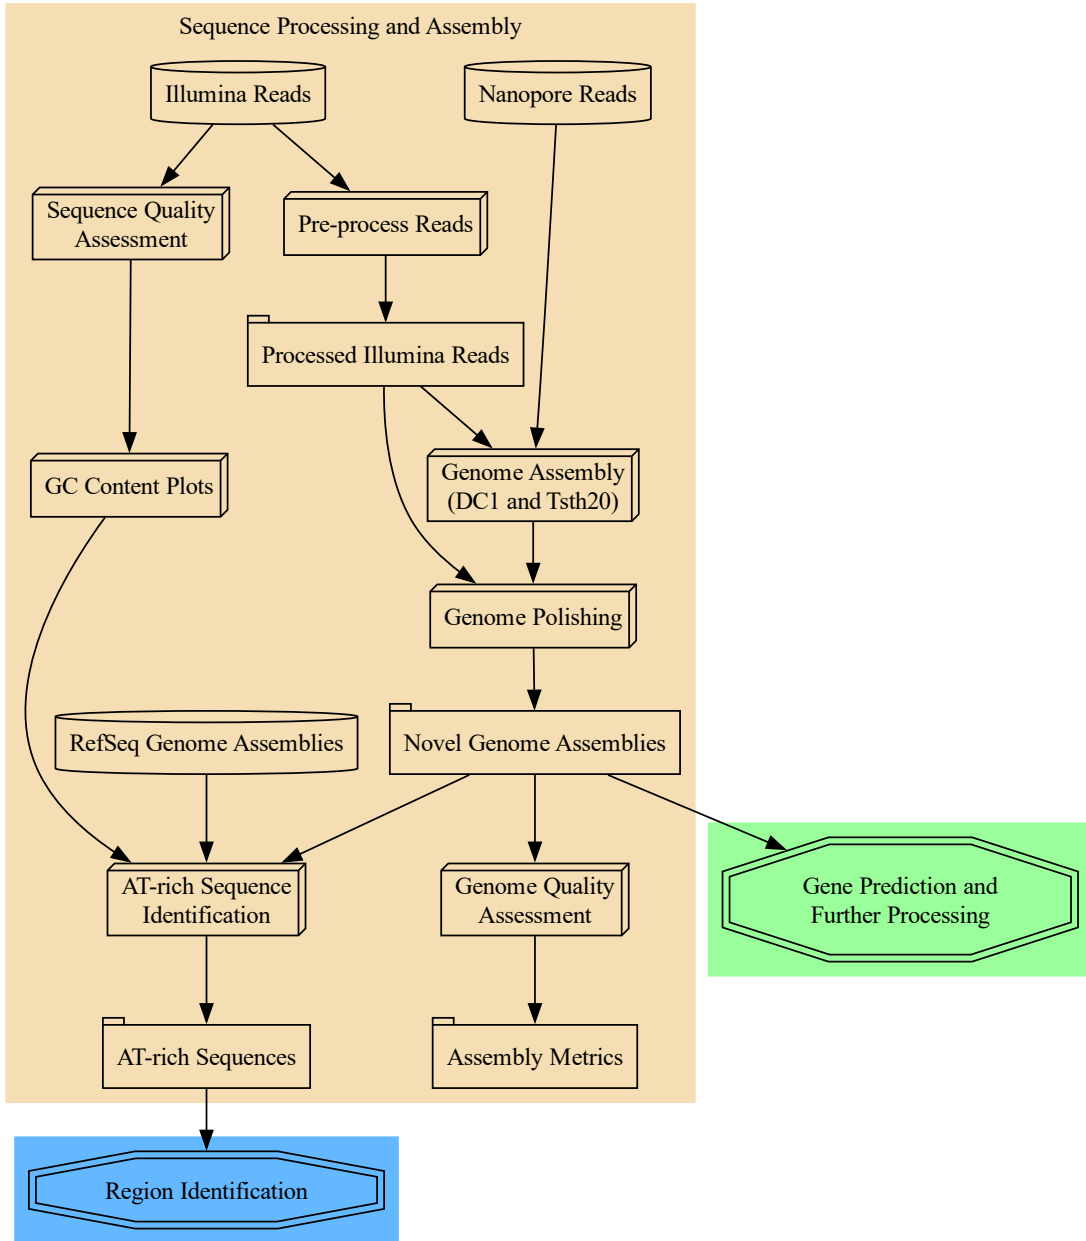 Sequence Processing and Assembly
Illumina Reads
Nanopore Reads
Sequence Quality
Assessment
Pre-process Reads
Processed Illumina Reads
GC Content Plots
Genome Assembly
(DC1 and Tsth20)
Genome Polishing
RefSeq Genome Assemblies
Novel Genome Assemblies
AT-rich Sequence
Identification
Genome Quality
Assessment
Gene Prediction and
Further Processing
AT-rich Sequences
Assembly Metrics
Region Identification